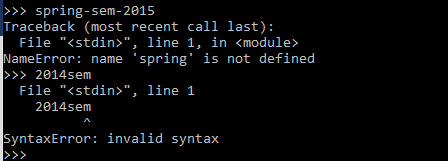 >>> spring-sem-2015
Traceback (most recent call last):
  File "<stdin>", line 1, in <module>
NameError: name 'spring' is not defined
>>> 2014sem
  File "<stdin>", line 1
    2014sem
          ^
SyntaxError: invalid syntax
>>>